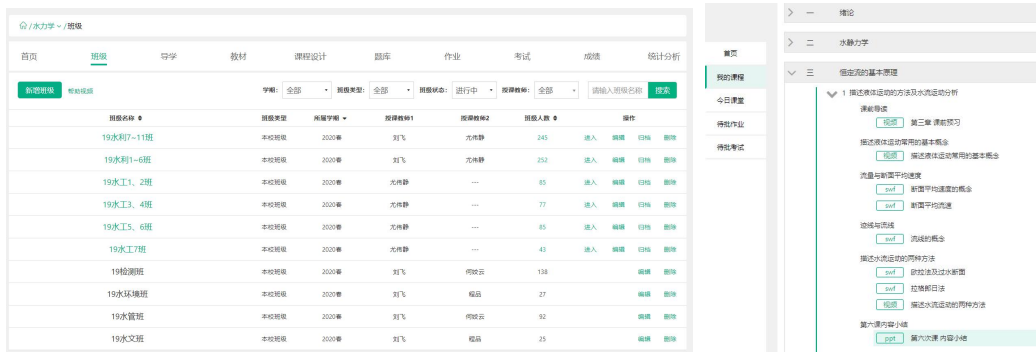 /水力学 /班级
首页 班级 导学 教材 课程设计 题库 作业 考试 成绩 统计分析
新增班级 帮助视频 学期: 全部 班级类型: 全部 班级状态: 进行中 授课教师: 全部 请输入班级名称 搜索
班级名称 班级类型 所属学期 授课教师1 授课教师2 班级人数 操作
19水利7~11班 本校班级 2020春 刘飞 尤伟静 245 进入 编辑 归档 删除
19水利1~6班 本校班级 2020春 刘飞 尤伟静 252 进入 编辑 归档 删除
19水工1、2班 本校班级 2020春 尤伟静 --- 85 进入 编辑 归档 删除
19水工3、4班 本校班级 2020春 尤伟静 --- 77 进入 编辑 归档 删除
19水工5、6班 本校班级 2020春 尤伟静 --- 85 进入 编辑 归档 删除
19水工7班 本校班级 2020春 尤伟静 --- 43 进入 编辑 归档 删除
19检测班 本校班级 2020春 刘飞 何姣云 138 编辑 删除
19水环境班 本校班级 2020春 刘飞 程品 27 编辑 删除
19水管班 本校班级 2020春 刘飞 何姣云 92 编辑 删除
19水文班 本校班级 2020春 刘飞 程品 25 编辑 删除
首页
我的课程
今日课堂
待批作业
待批考试
一 绪论
二 水静力学
三 恒定流的基本原理
1 描述液体运动的方法及水流运动分析
课前导读
视频 第三章 课前预习
描述液体运动常用的基本概念
视频 描述液体运动常用的基本概念
流量与断面平均速度
swf 断面平均速度的概念
swf 断面平均流速
迹线与流线
swf 流线的概念
描述水流运动的两种方法
swf 欧拉法及过水断面
swf 拉格郎日法
视频 描述水流运动的两种方法
第六课内容小结
ppt 第六次课 内容小结